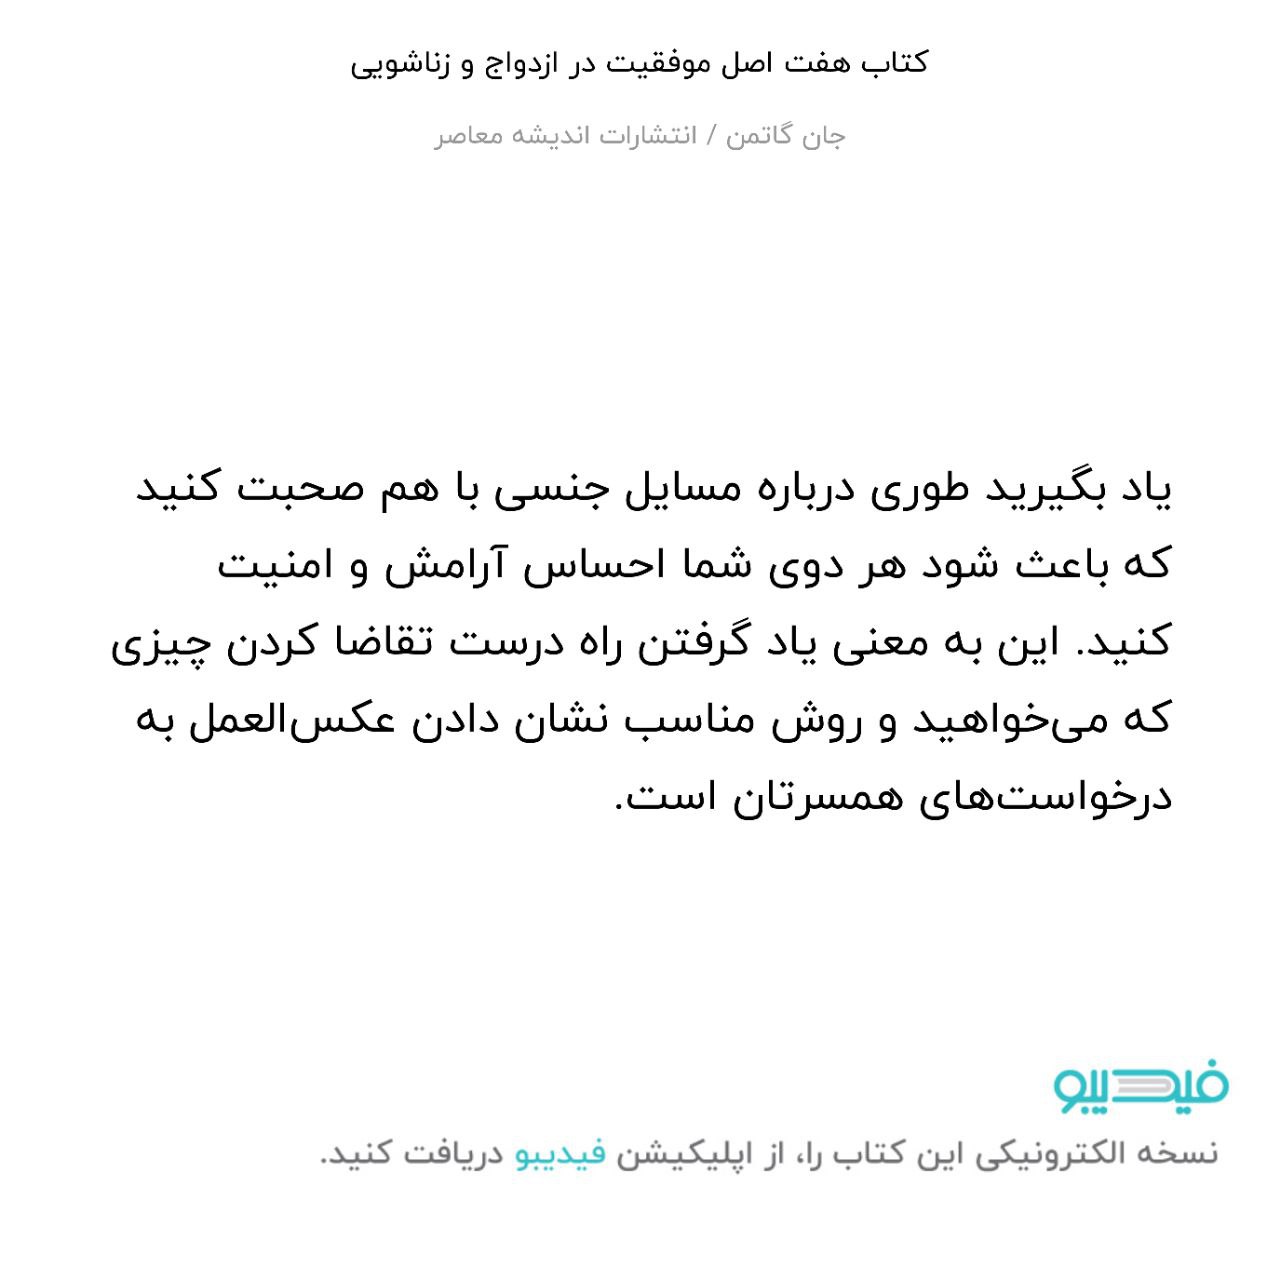 کتاب هفت اصل موفقیت در ازدواج و زناشویی
جان گاتمن / انتشارات اندیشه معاصر
یاد بگیرید طوری درباره مسایل جنسی با هم صحبت کنید
که باعث شود هر دوی شما احساس آرامش و امنیت
کنید. این به معنی یاد گرفتن راه درست تقاضا کردن چیزی
که می‌خواهید و روش مناسب نشان دادن عکس‌العمل به
درخواست‌های همسرتان است.
فیدیبو
نسخه الکترونیکی این کتاب را، از اپلیکیشن فیدیبو دریافت کنید.